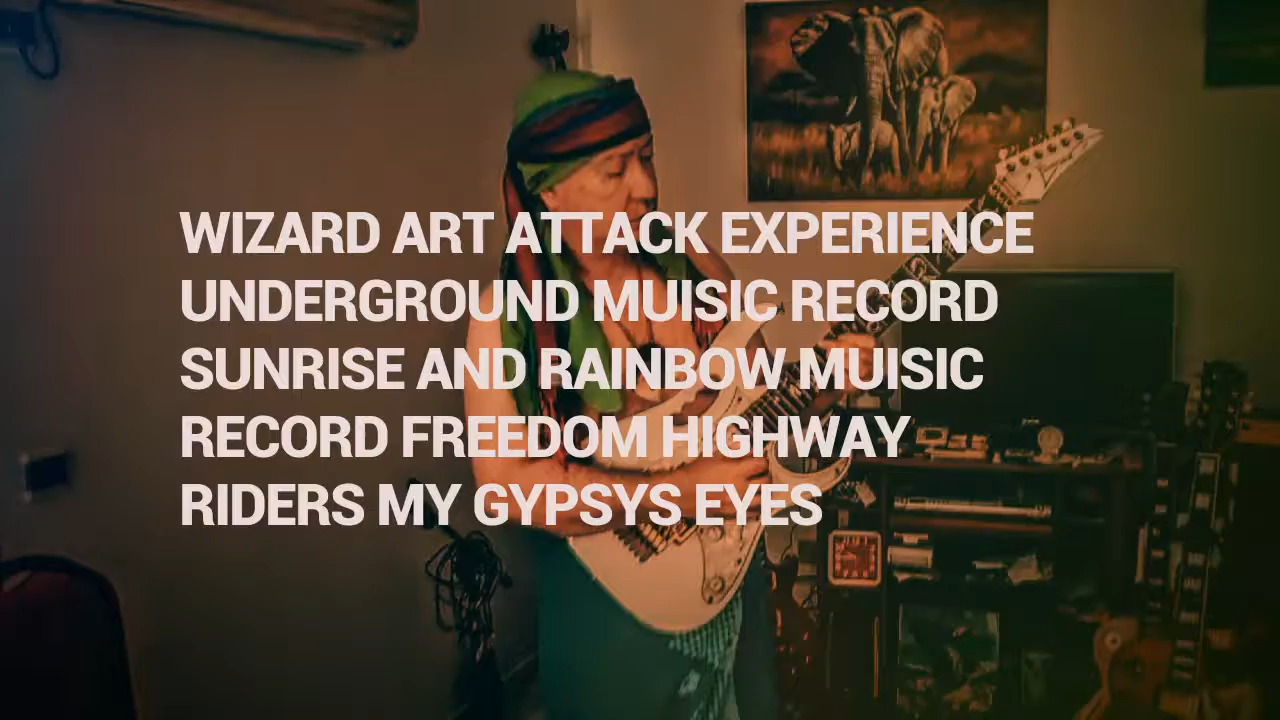 WIZARD ART ATTACK EXPERIENCE
UNDERGROUND MUISIC RECORD
SUNRISE AND RAINBOW MUISIC
RECORD FREEDOM HIGHWAY
RIDERS MY GYPSYS EYES